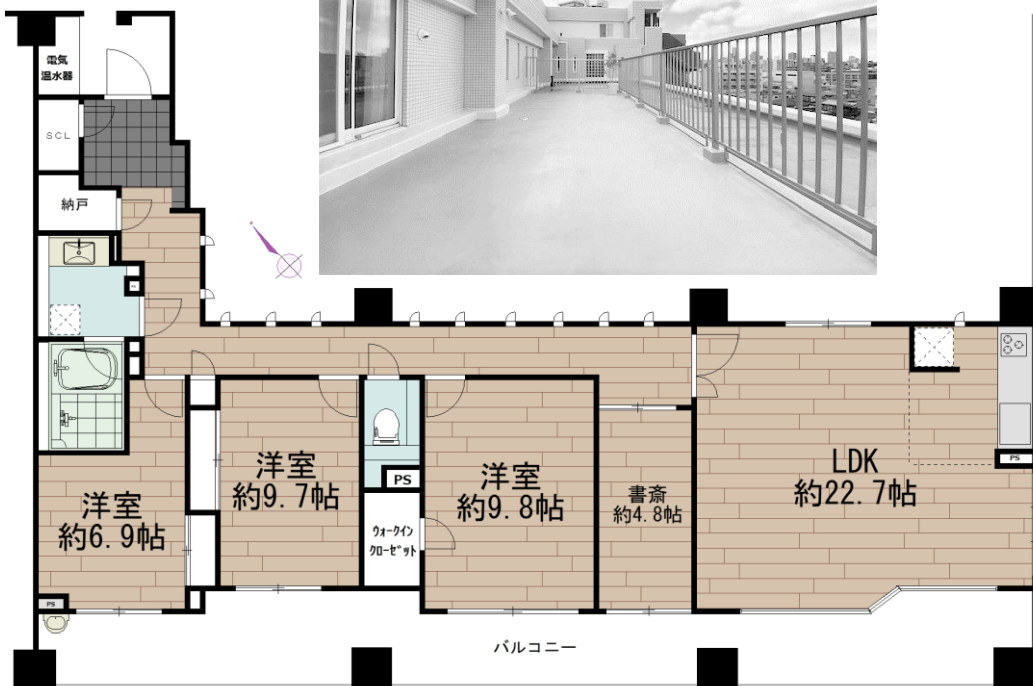 電気
温水器
SCL
納戸
洋室
約6.9帖
洋室
約9.7帖
PS
ウォークイン
クローゼット
洋室
約9.8帖
書斎
約4.8帖
LDK
約22.7帖
PS
PS
バルコニー